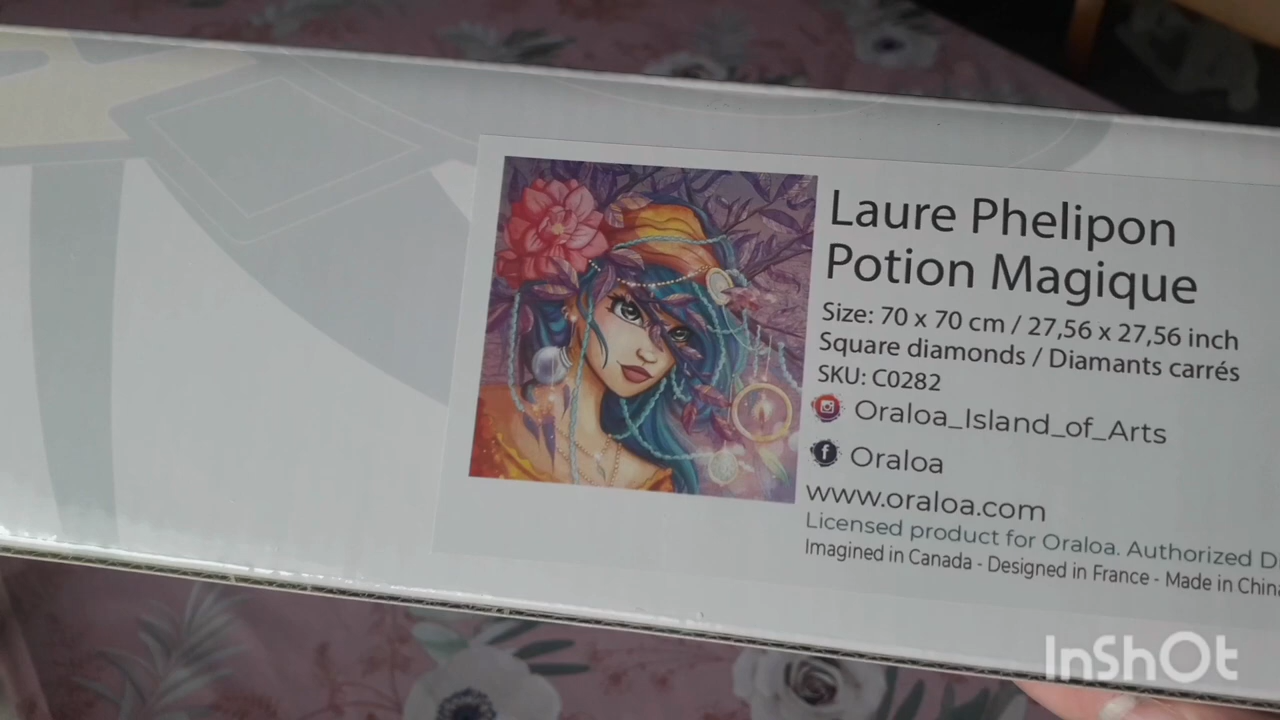 Laure Phelipon
Potion Magique
Size: 70 x 70 cm / 27,56 x 27,56 inch
Square diamonds / Diamants carrés
SKU: C0282
Oraloa_Island_of_Arts
f Oraloa
www.oraloa.com
Licensed product for Oraloa. Authorized D
Imagined in Canada - Designed in France - Made in China
InShOt